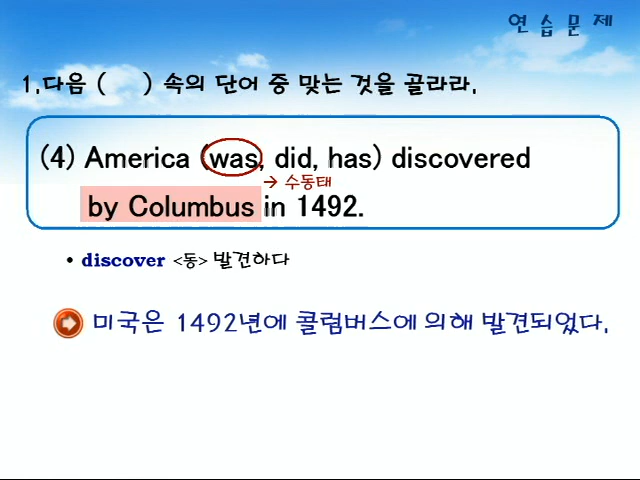 연습문제
1.다음 (    ) 속의 단어 중 맞는 것을 골라라.
(4) America (was, did, has) discovered
→ 수동태
by Columbus in 1492.
• discover <동> 발견하다
미국은 1492년에 콜럼버스에 의해 발견되었다.